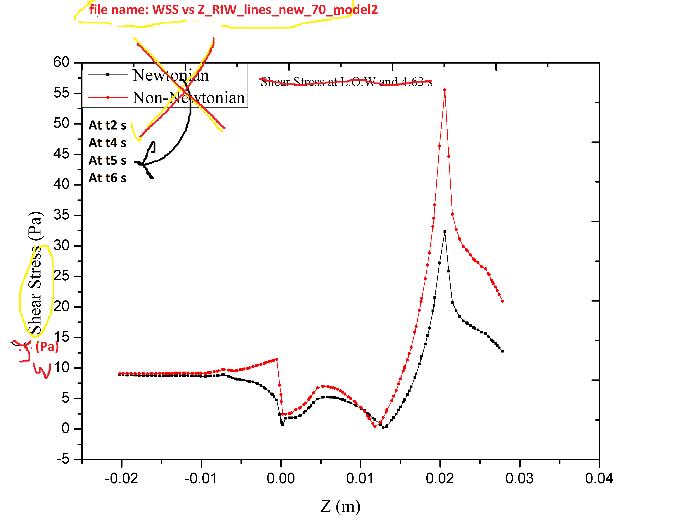 file name: WSS vs Z_RIW_lines_new_70_model2
Newtonian
Non-Newtonian
Shear Stress at L.O.W and 4.63 s
At t2 s
At t4 s
At t5 s
At t6 s
Shear Stress (Pa)
(Pa)
60
55
50
45
40
35
30
25
20
15
10
5
0
-5
-0.02
-0.01
0.00
0.01
0.02
0.03
0.04
Z (m)